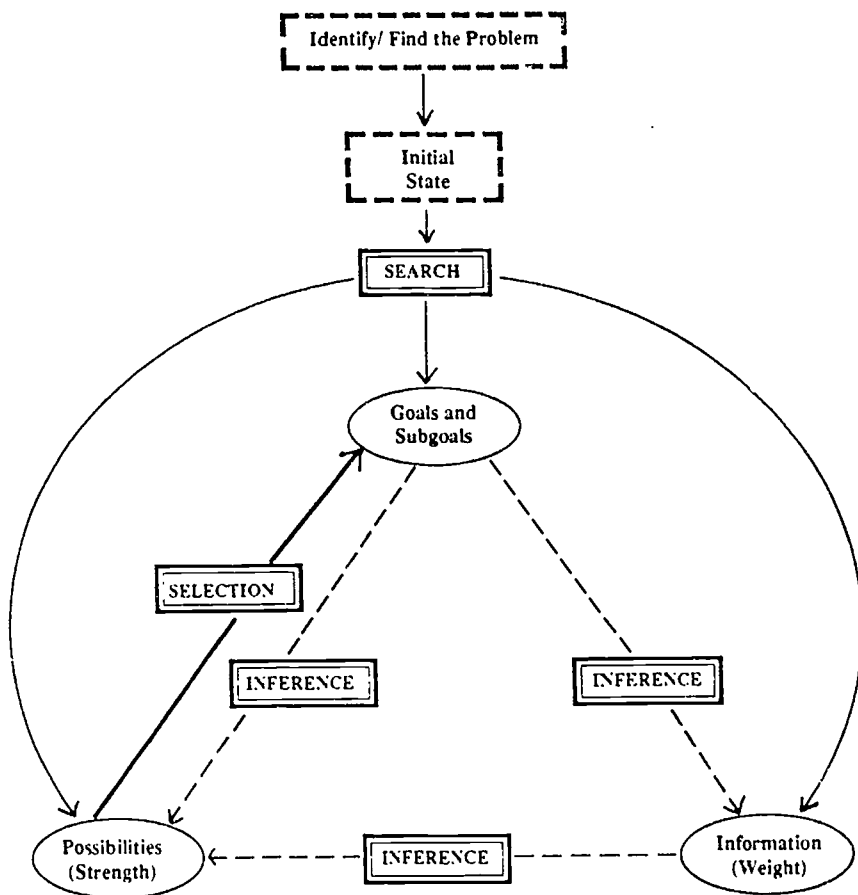 Identify/ Find the Problem
Initial
State
SEARCH
Goals and
Subgoals
SELECTION
INFERENCE
INFERENCE
Possibilities
(Strength)
INFERENCE
Information
(Weight)